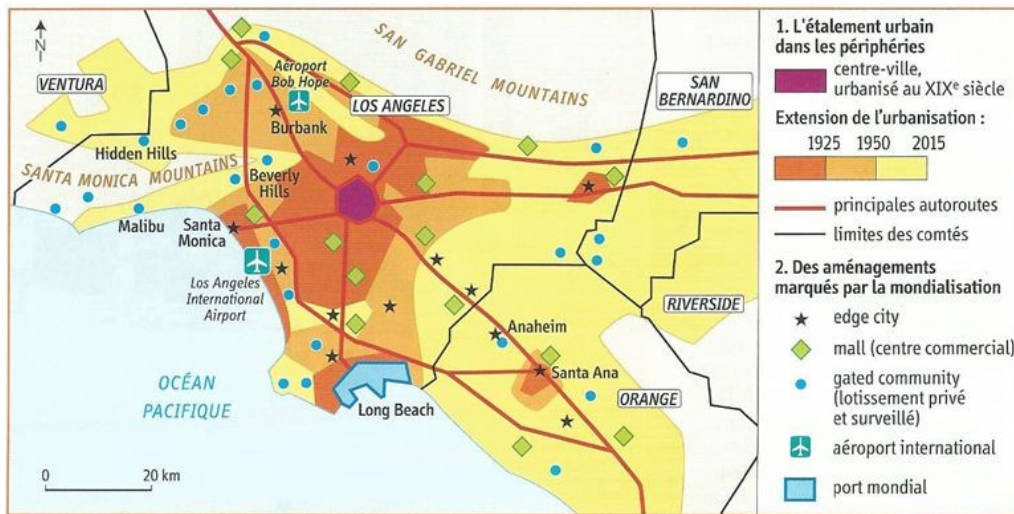 N
VENTURA
Aéroport
Bob Hope
LOS ANGELES
SAN GABRIEL MOUNTAINS
SAN
BERNARDINO
Burbank
Hidden Hills
SANTA MONICA MOUNTAINS
Beverly
Hills
Malibu
Santa
Monica
Los Angeles
International
Airport
RIVERSIDE
Anaheim
Santa Ana
OCÉAN
PACIFIQUE
Long Beach
ORANGE
0
20 km
1. L'étalement urbain
dans les périphéries
centre-ville,
urbanisé au XIXe siècle
Extension de l'urbanisation :
1925 1950 2015
principales autoroutes
limites des comtés
2. Des aménagements
marqués par la mondialisation
edge city
mall (centre commercial)
gated community
(lotissement privé
et surveillé)
aéroport international
port mondial